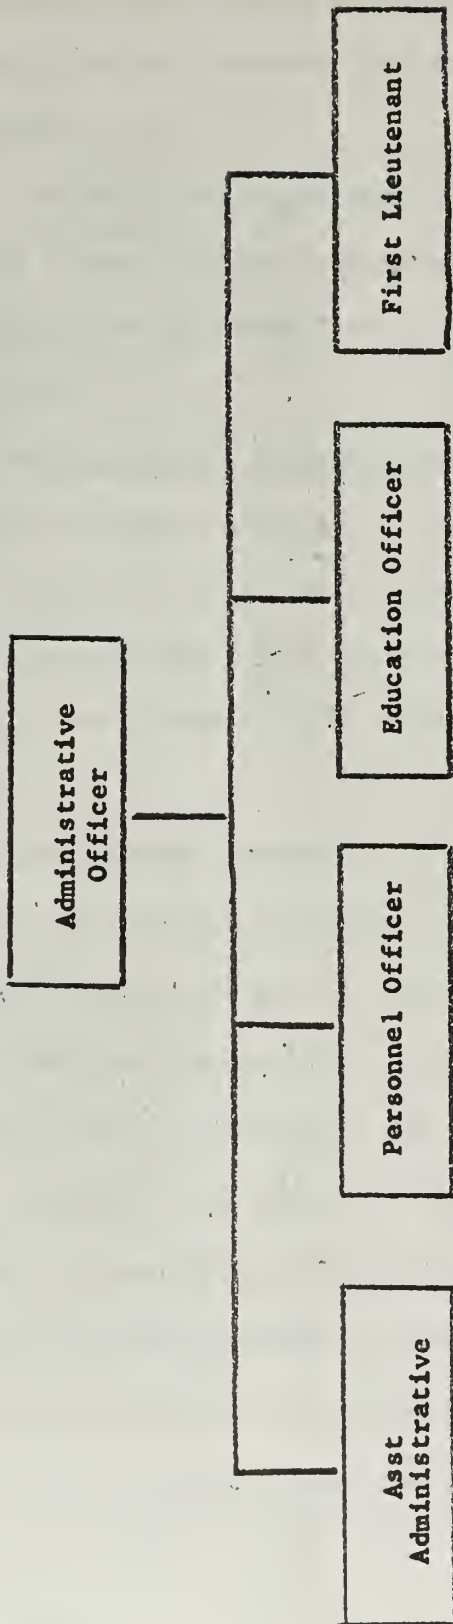 Administrative
Officer
Asst
Administrative
Personnel Officer
Education Officer
First Lieutenant